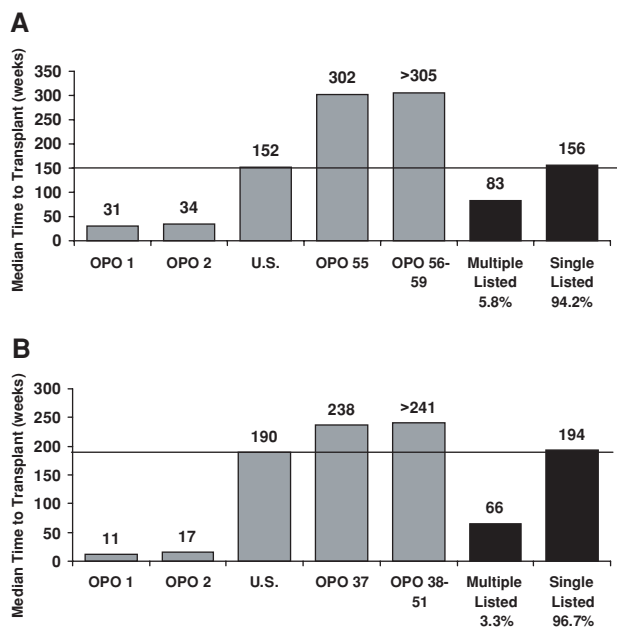 A
Median Time to Transplant (weeks)
350
300
250
200
150
100
50
0
31
34
152
302
>305
83
156
OPO 1
OPO 2
U.S.
OPO 55
OPO 56-
59
Multiple
Listed
5.8%
Single
Listed
94.2%
B
Median Time to Transplant (weeks)
300
250
200
150
100
50
0
11
17
190
238
>241
66
194
OPO 1
OPO 2
U.S.
OPO 37
OPO 38-
51
Multiple
Listed
3.3%
Single
Listed
96.7%